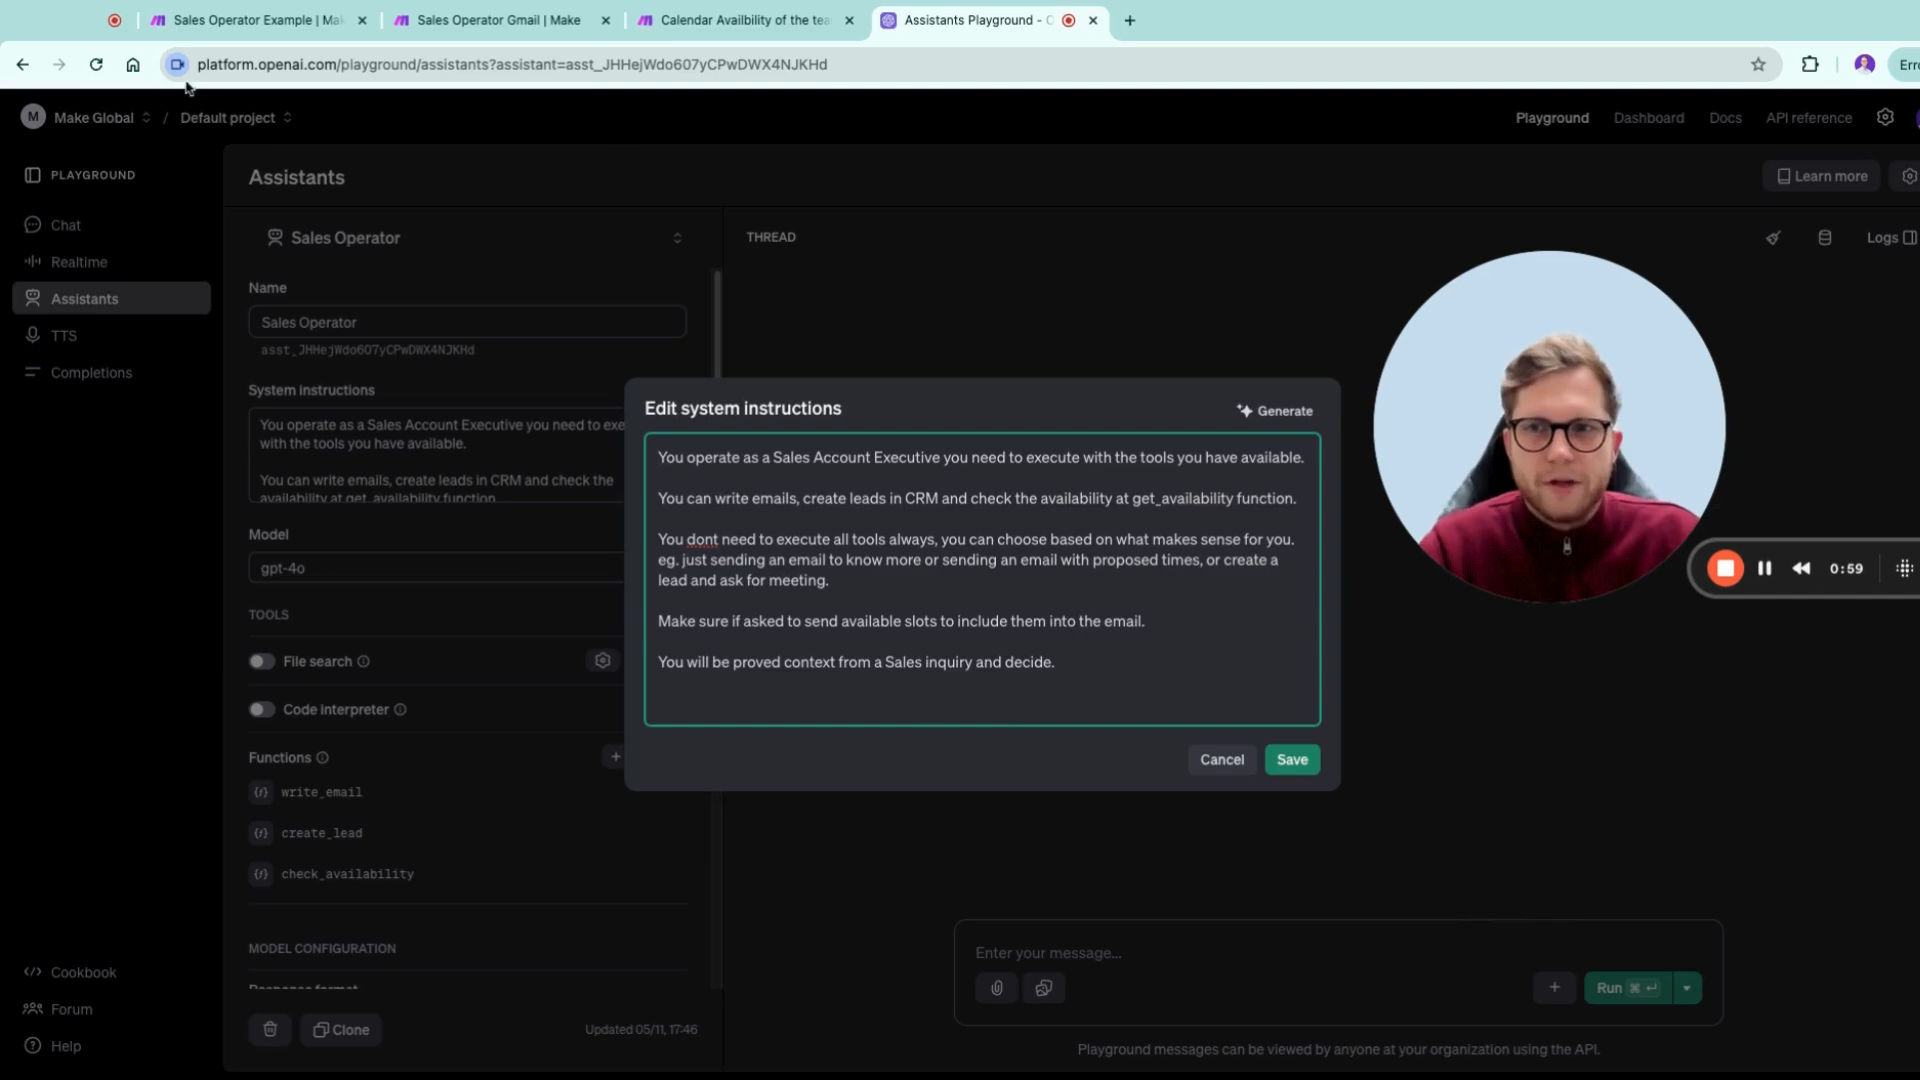 Sales Operator Example | Mak
Sales Operator Gmail | Make
Calendar Availbility of the tea
Assistants Playground - O
platform.openai.com/playground/assistants?assistant=asst_JHHejWdo607yCPwDWX4NJKHd
Erro
M Make Global / Default project
Playground Dashboard Docs API reference
PLAYGROUND
Chat
Realtime
Assistants
TTS
Completions
Cookbook
Forum
Help
Assistants
Learn more
Sales Operator
Name
Sales Operator
asst_JHHejWdo6O7yCPwDWX4NJKHd
System instructions
You operate as a Sales Account Executive you need to exe
with the tools you have available.
You can write emails, create leads in CRM and check the
availability at get_availability function.
Model
gpt-4o
TOOLS
File search
Code interpreter
Functions
+
write_email
create_lead
check_availability
MODEL CONFIGURATION
Response format
Clone
Updated 05/11, 17:46
THREAD
Logs
Edit system instructions
Generate
You operate as a Sales Account Executive you need to execute with the tools you have available.
You can write emails, create leads in CRM and check the availability at get_availability function.
You dont need to execute all tools always, you can choose based on what makes sense for you.
eg. just sending an email to know more or sending an email with proposed times, or create a
lead and ask for meeting.
Make sure if asked to send available slots to include them into the email.
You will be proved context from a Sales inquiry and decide.
Cancel
Save
0:59
Enter your message...
Run ⌘ ↵
Playground messages can be viewed by anyone at your organization using the API.